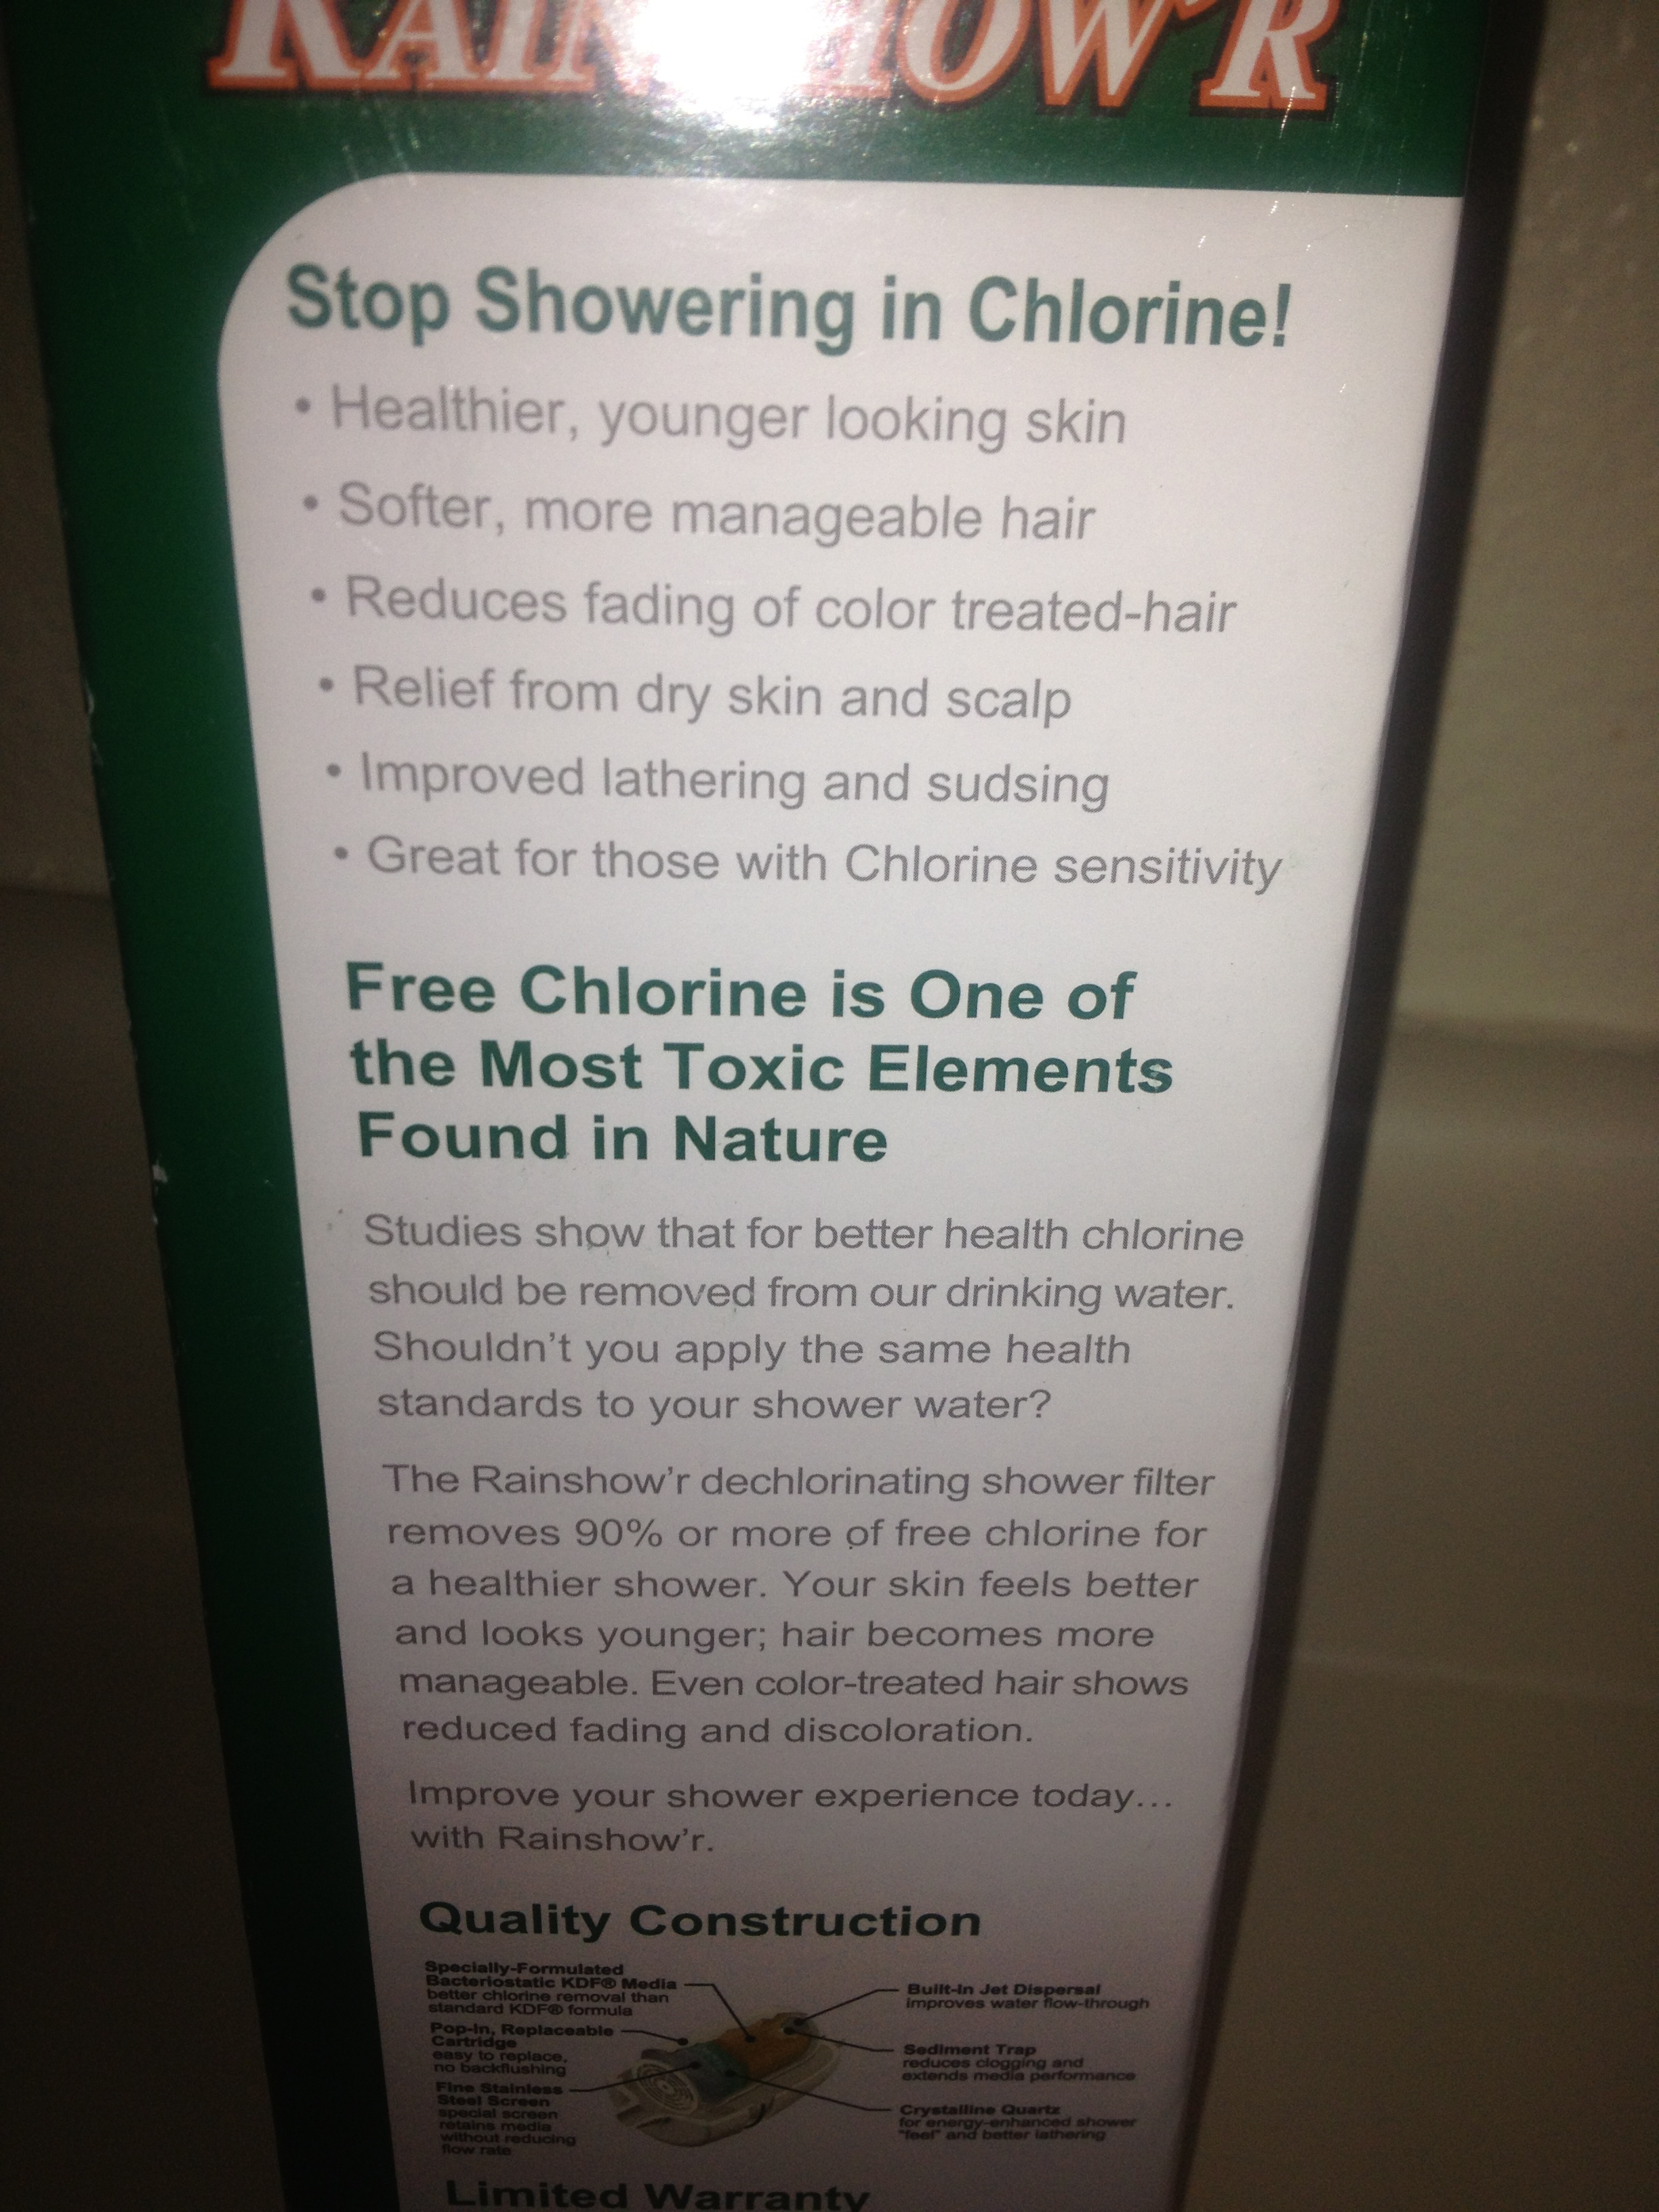 RAINSHOW'R
Stop Showering in Chlorine!
• Healthier, younger looking skin
• Softer, more manageable hair
• Reduces fading of color treated-hair
• Relief from dry skin and scalp
• Improved lathering and sudsing
• Great for those with Chlorine sensitivity
Free Chlorine is One of
the Most Toxic Elements
Found in Nature
Studies show that for better health chlorine
should be removed from our drinking water.
Shouldn't you apply the same health
standards to your shower water?
The Rainshow'r dechlorinating shower filter
removes 90% or more of free chlorine for
a healthier shower. Your skin feels better
and looks younger; hair becomes more
manageable. Even color-treated hair shows
reduced fading and discoloration.
Improve your shower experience today...
with Rainshow'r.
Quality Construction
Specially-Formulated
Bacteriostatic KDF® Media
better chlorine removal than
standard KDF® formula
Pop-In, Replaceable
Cartridge
easy to replace,
no backflushing
Fine Stainless
Steel Screen
special screen
retains media
without reducing
flow rate
Built-In Jet Dispersal
improves water flow-through
Sediment Trap
reduces clogging and
extends media performance
Crystalline Quartz
for energy-enhanced shower
"feel" and better lathering
Limited Warranty